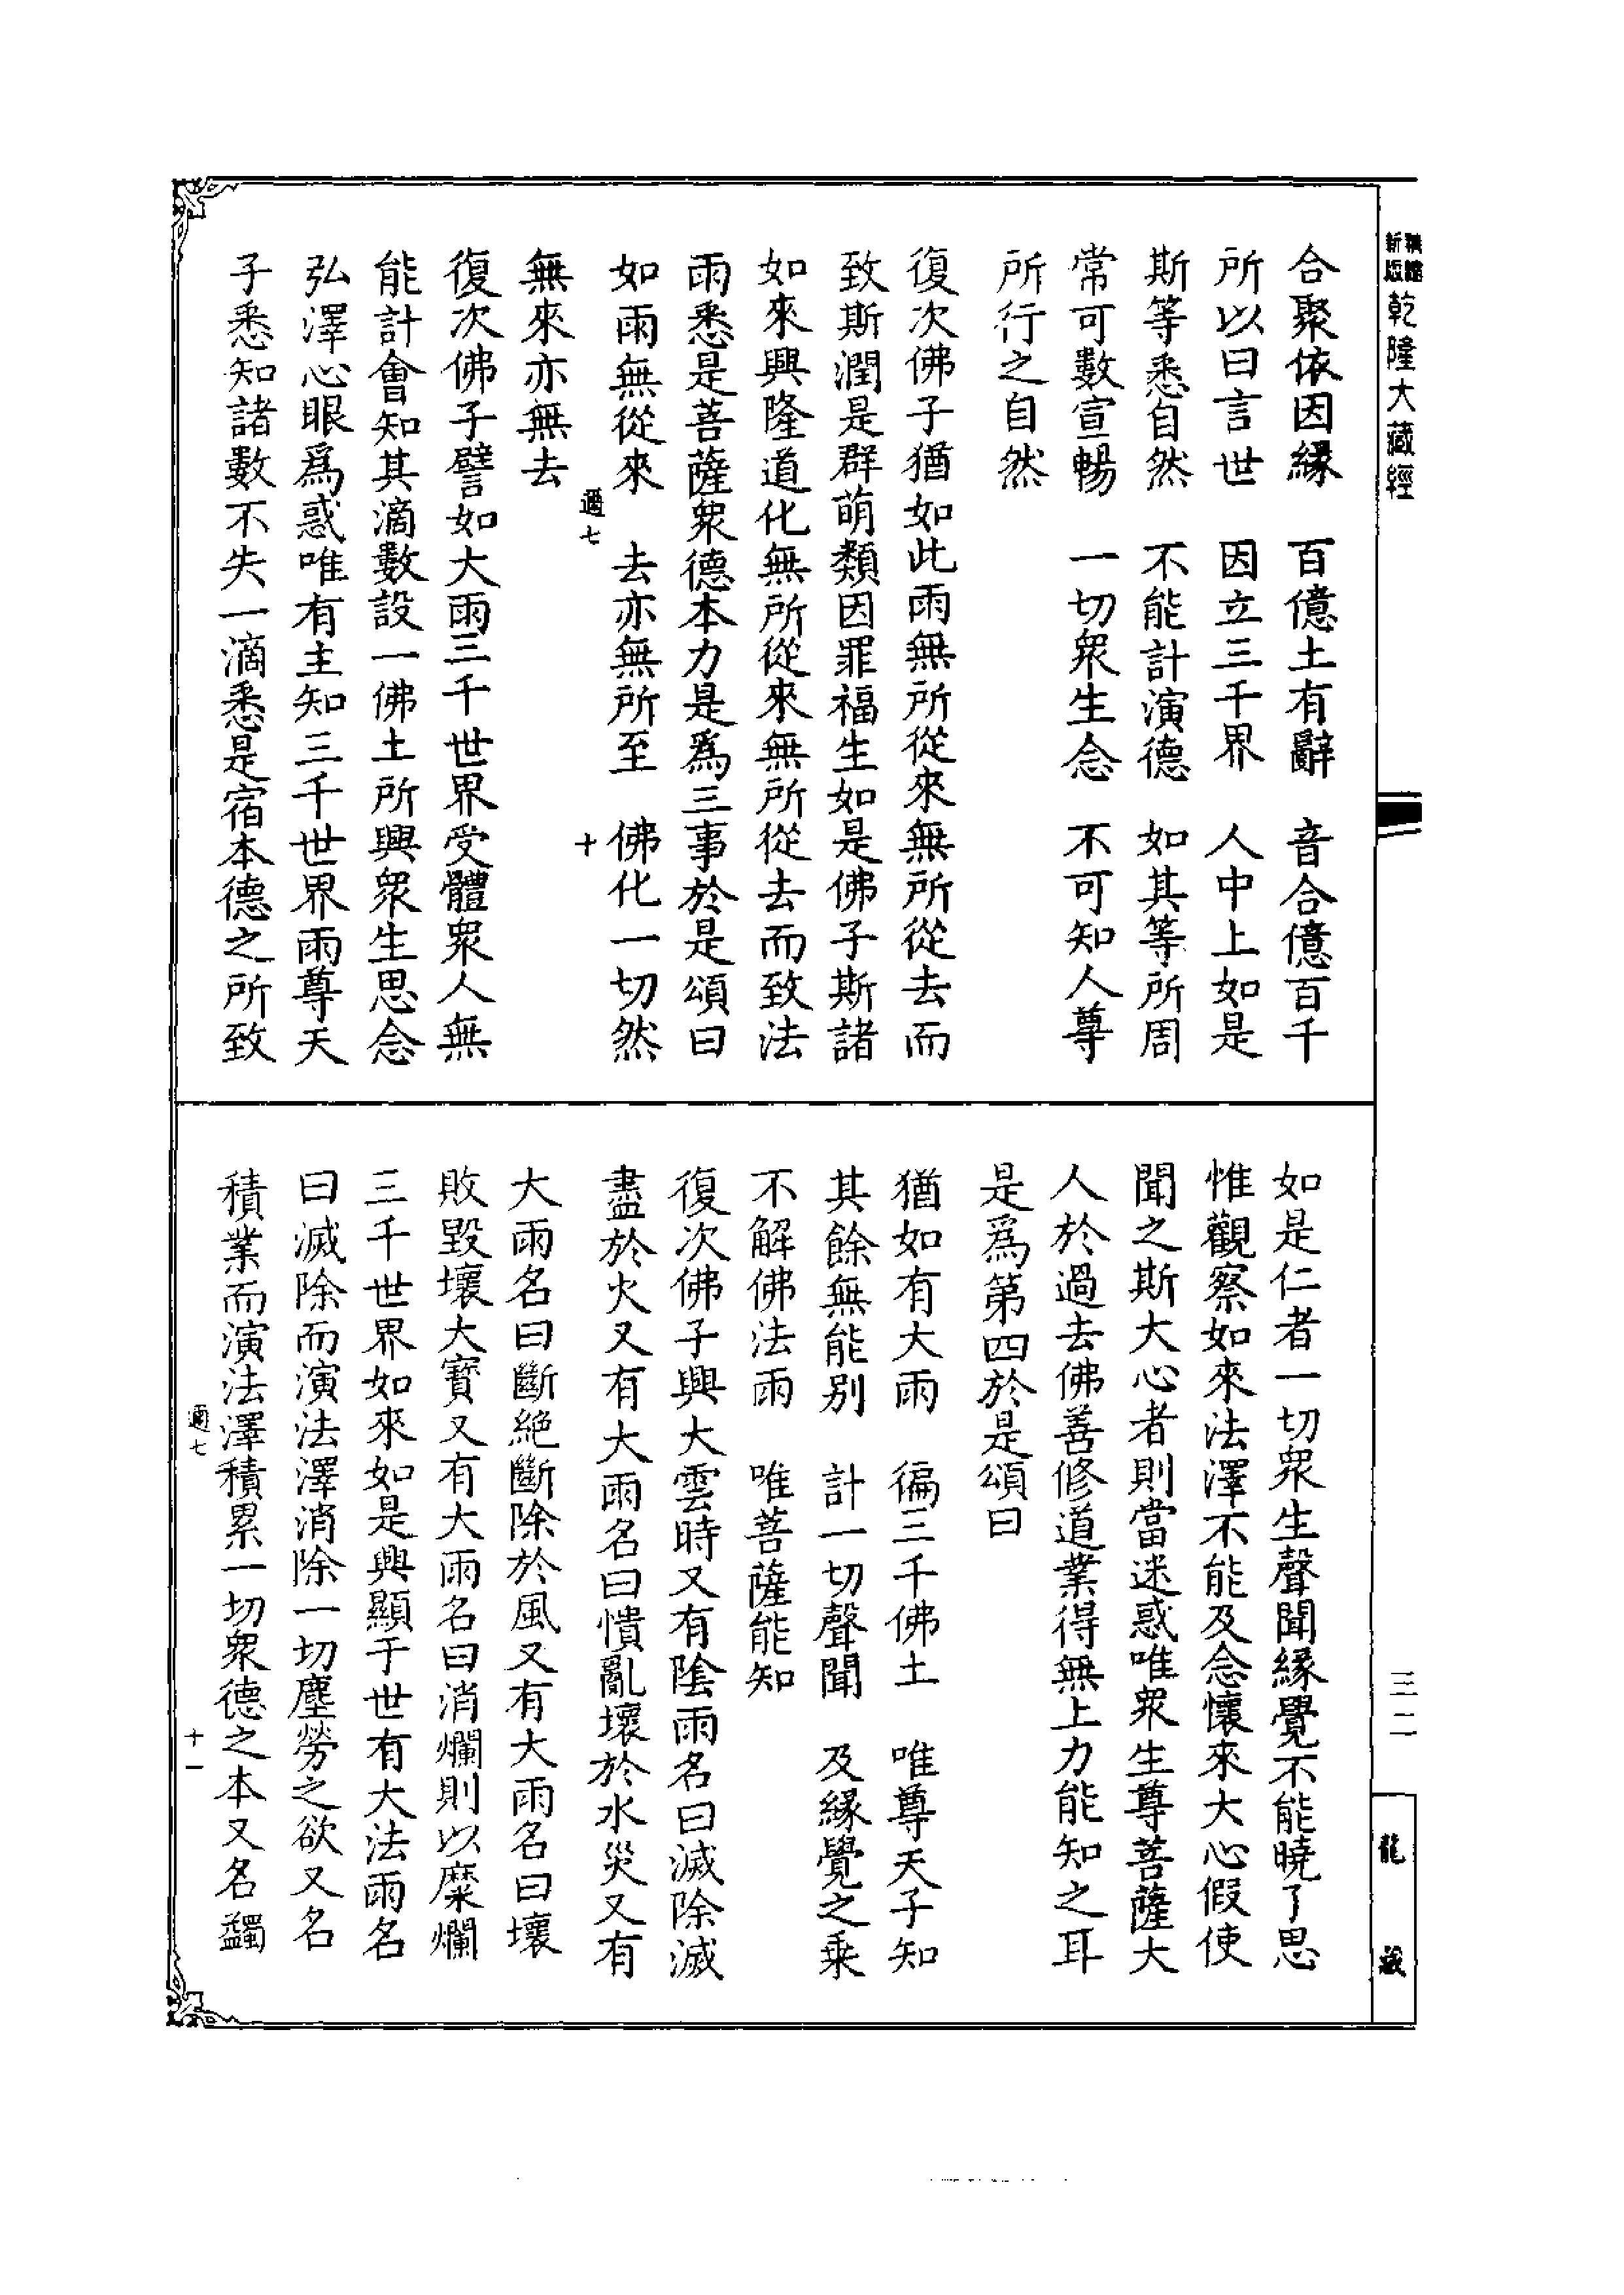 乾隆大藏經
合聚依因緣　百億土有辭　音合億百千
所以曰言世　因立三千界　人中上如是
斯等悉自然　不能計演德　如其等所周
常可數宣暢　一切眾生念　不可知人尊
所行之自然
復次佛子猶如此雨無所從來無所從去而
致斯潤是群萌類因罪福生如是佛子斯諸
如來興隆道化無所從來無所從去而致法
雨悉是菩薩眾德本力是為三事於是頌曰
如雨無從來　去亦無所至　佛化一切然
週七
十
無來亦無去
復次佛子譬如大雨三千世界受體眾人無
能計會知其滴數設一佛土所興眾生思念
弘澤心眼為惑唯有主知三千世界雨尊天
子悉知諸數不失一滴悉是宿本德之所致
如是仁者一切眾生聲聞緣覺不能曉了思
惟觀察如來法澤不能及念懷來大心假使
聞之斯大心者則當迷惑唯眾生尊菩薩大
人於過去佛善修道業得無上力能知之耳
是為第四於是頌曰
猶如有大雨　徧三千佛土　唯尊天子知
其餘無能別　計一切聲聞　及緣覺之乘
不解佛法雨　唯菩薩能知
復次佛子興大雲時又有陰雨名曰滅除滅
盡於火又有大雨名曰憒亂壞於水災又有
大雨名曰斷絕斷除於風又有大雨名曰壞
敗毀壞大寶又有大雨名曰消爛則以糜爛
三千世界如來如是興顯于世有大法雨名
曰滅除而演法澤消除一切塵勞之欲又名
積業而演法澤積累一切眾德之本又名蠲
週七
十一
三二
龍藏